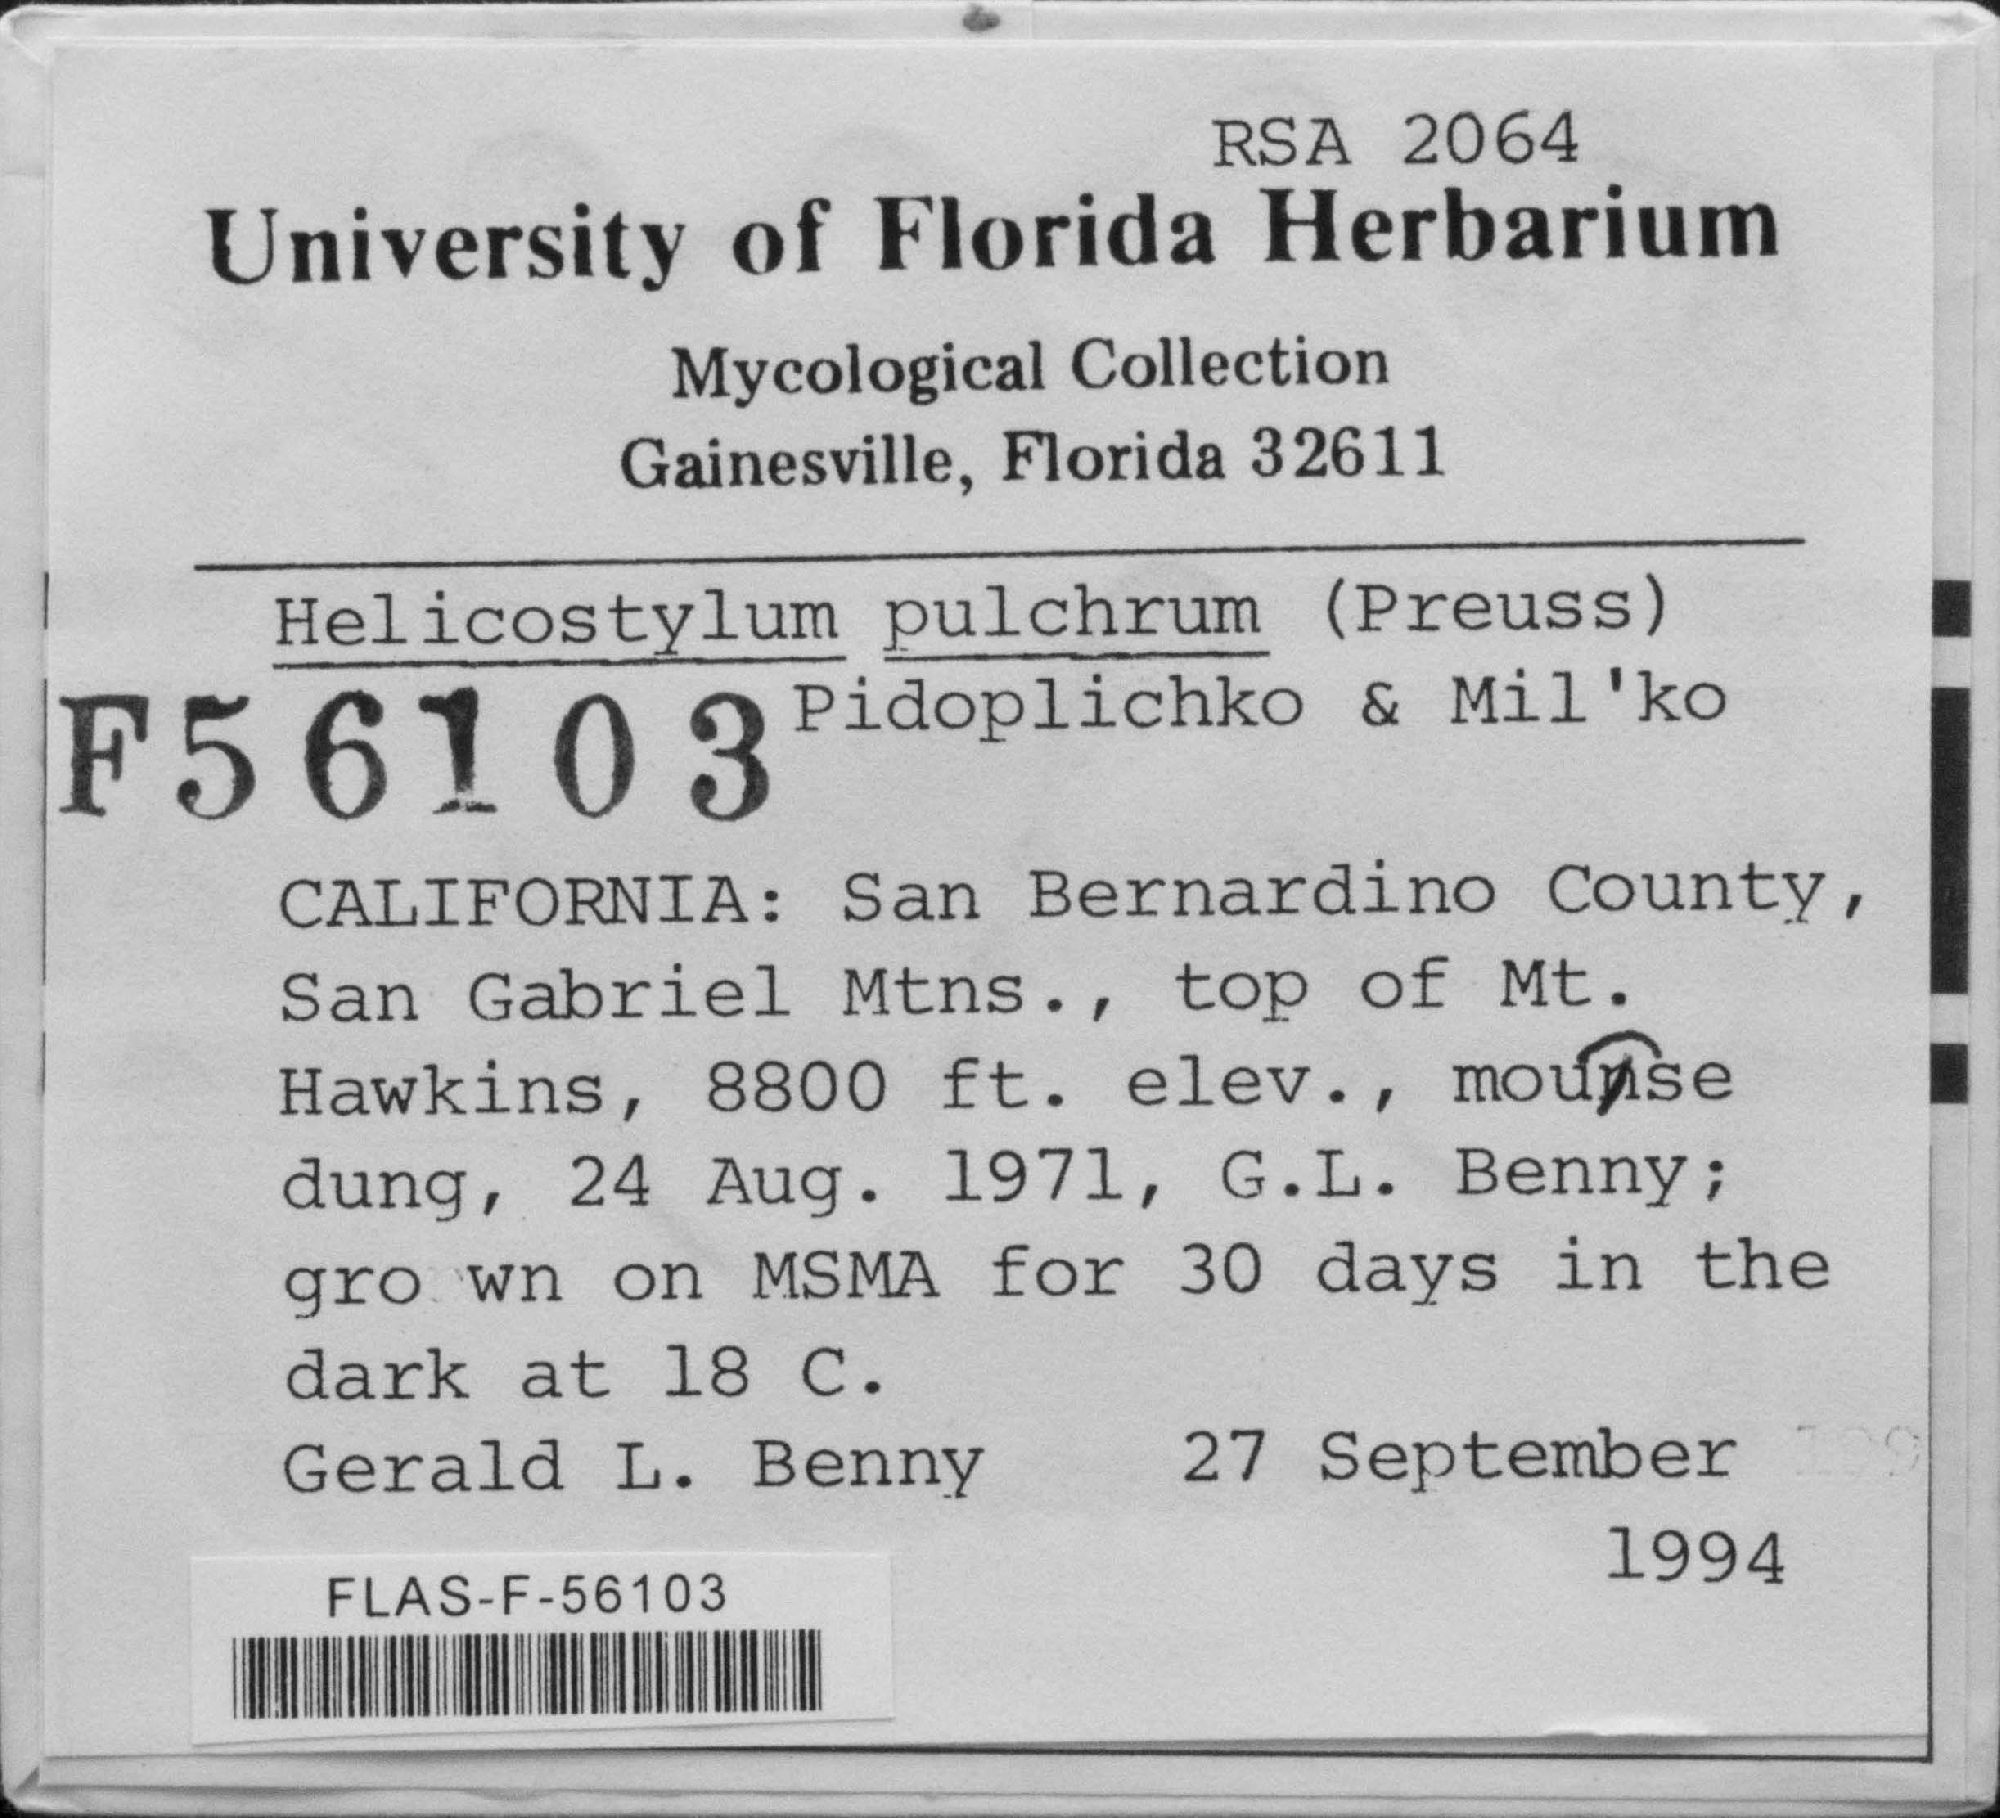 RSA 2064
University of Florida Herbarium
Mycological Collection
Gainesville, Florida 32611
Helicostylum pulchrum (Preuss)
F56103 Pidoplichko & Mil'ko
CALIFORNIA: San Bernardino County,
San Gabriel Mtns., top of Mt.
Hawkins, 8800 ft. elev., mounse
dung, 24 Aug. 1971, G.L. Benny;
gro wn on MSMA for 30 days in the
dark at 18 C.
Gerald L. Benny 27 September
1994
FLAS-F-56103